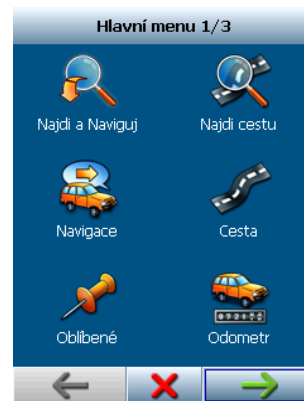 Hlavní menu 1/3
Najdi a Naviguj
Najdi cestu
Navigace
Cesta
Oblíbené
Odometr